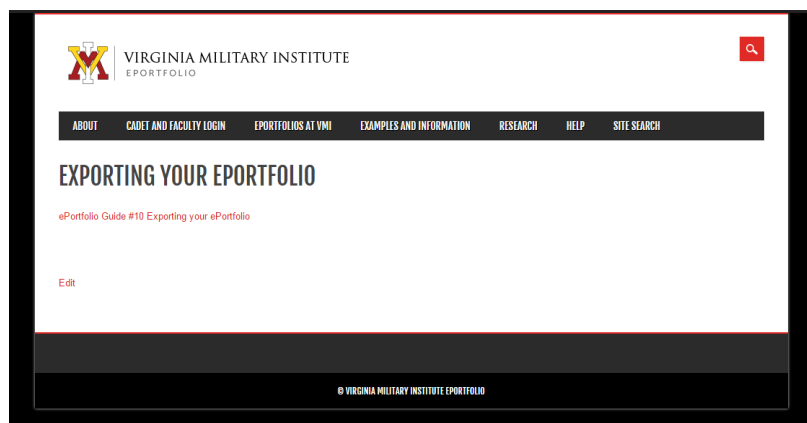 VIRGINIA MILITARY INSTITUTE
EPORTFOLIO
ABOUT CADET AND FACULTY LOGIN EPORTFOLIOS AT VMI EXAMPLES AND INFORMATION RESEARCH HELP SITE SEARCH
EXPORTING YOUR EPORTFOLIO
ePortfolio Guide #10 Exporting your ePortfolio
Edit
© VIRGINIA MILITARY INSTITUTE EPORTFOLIO